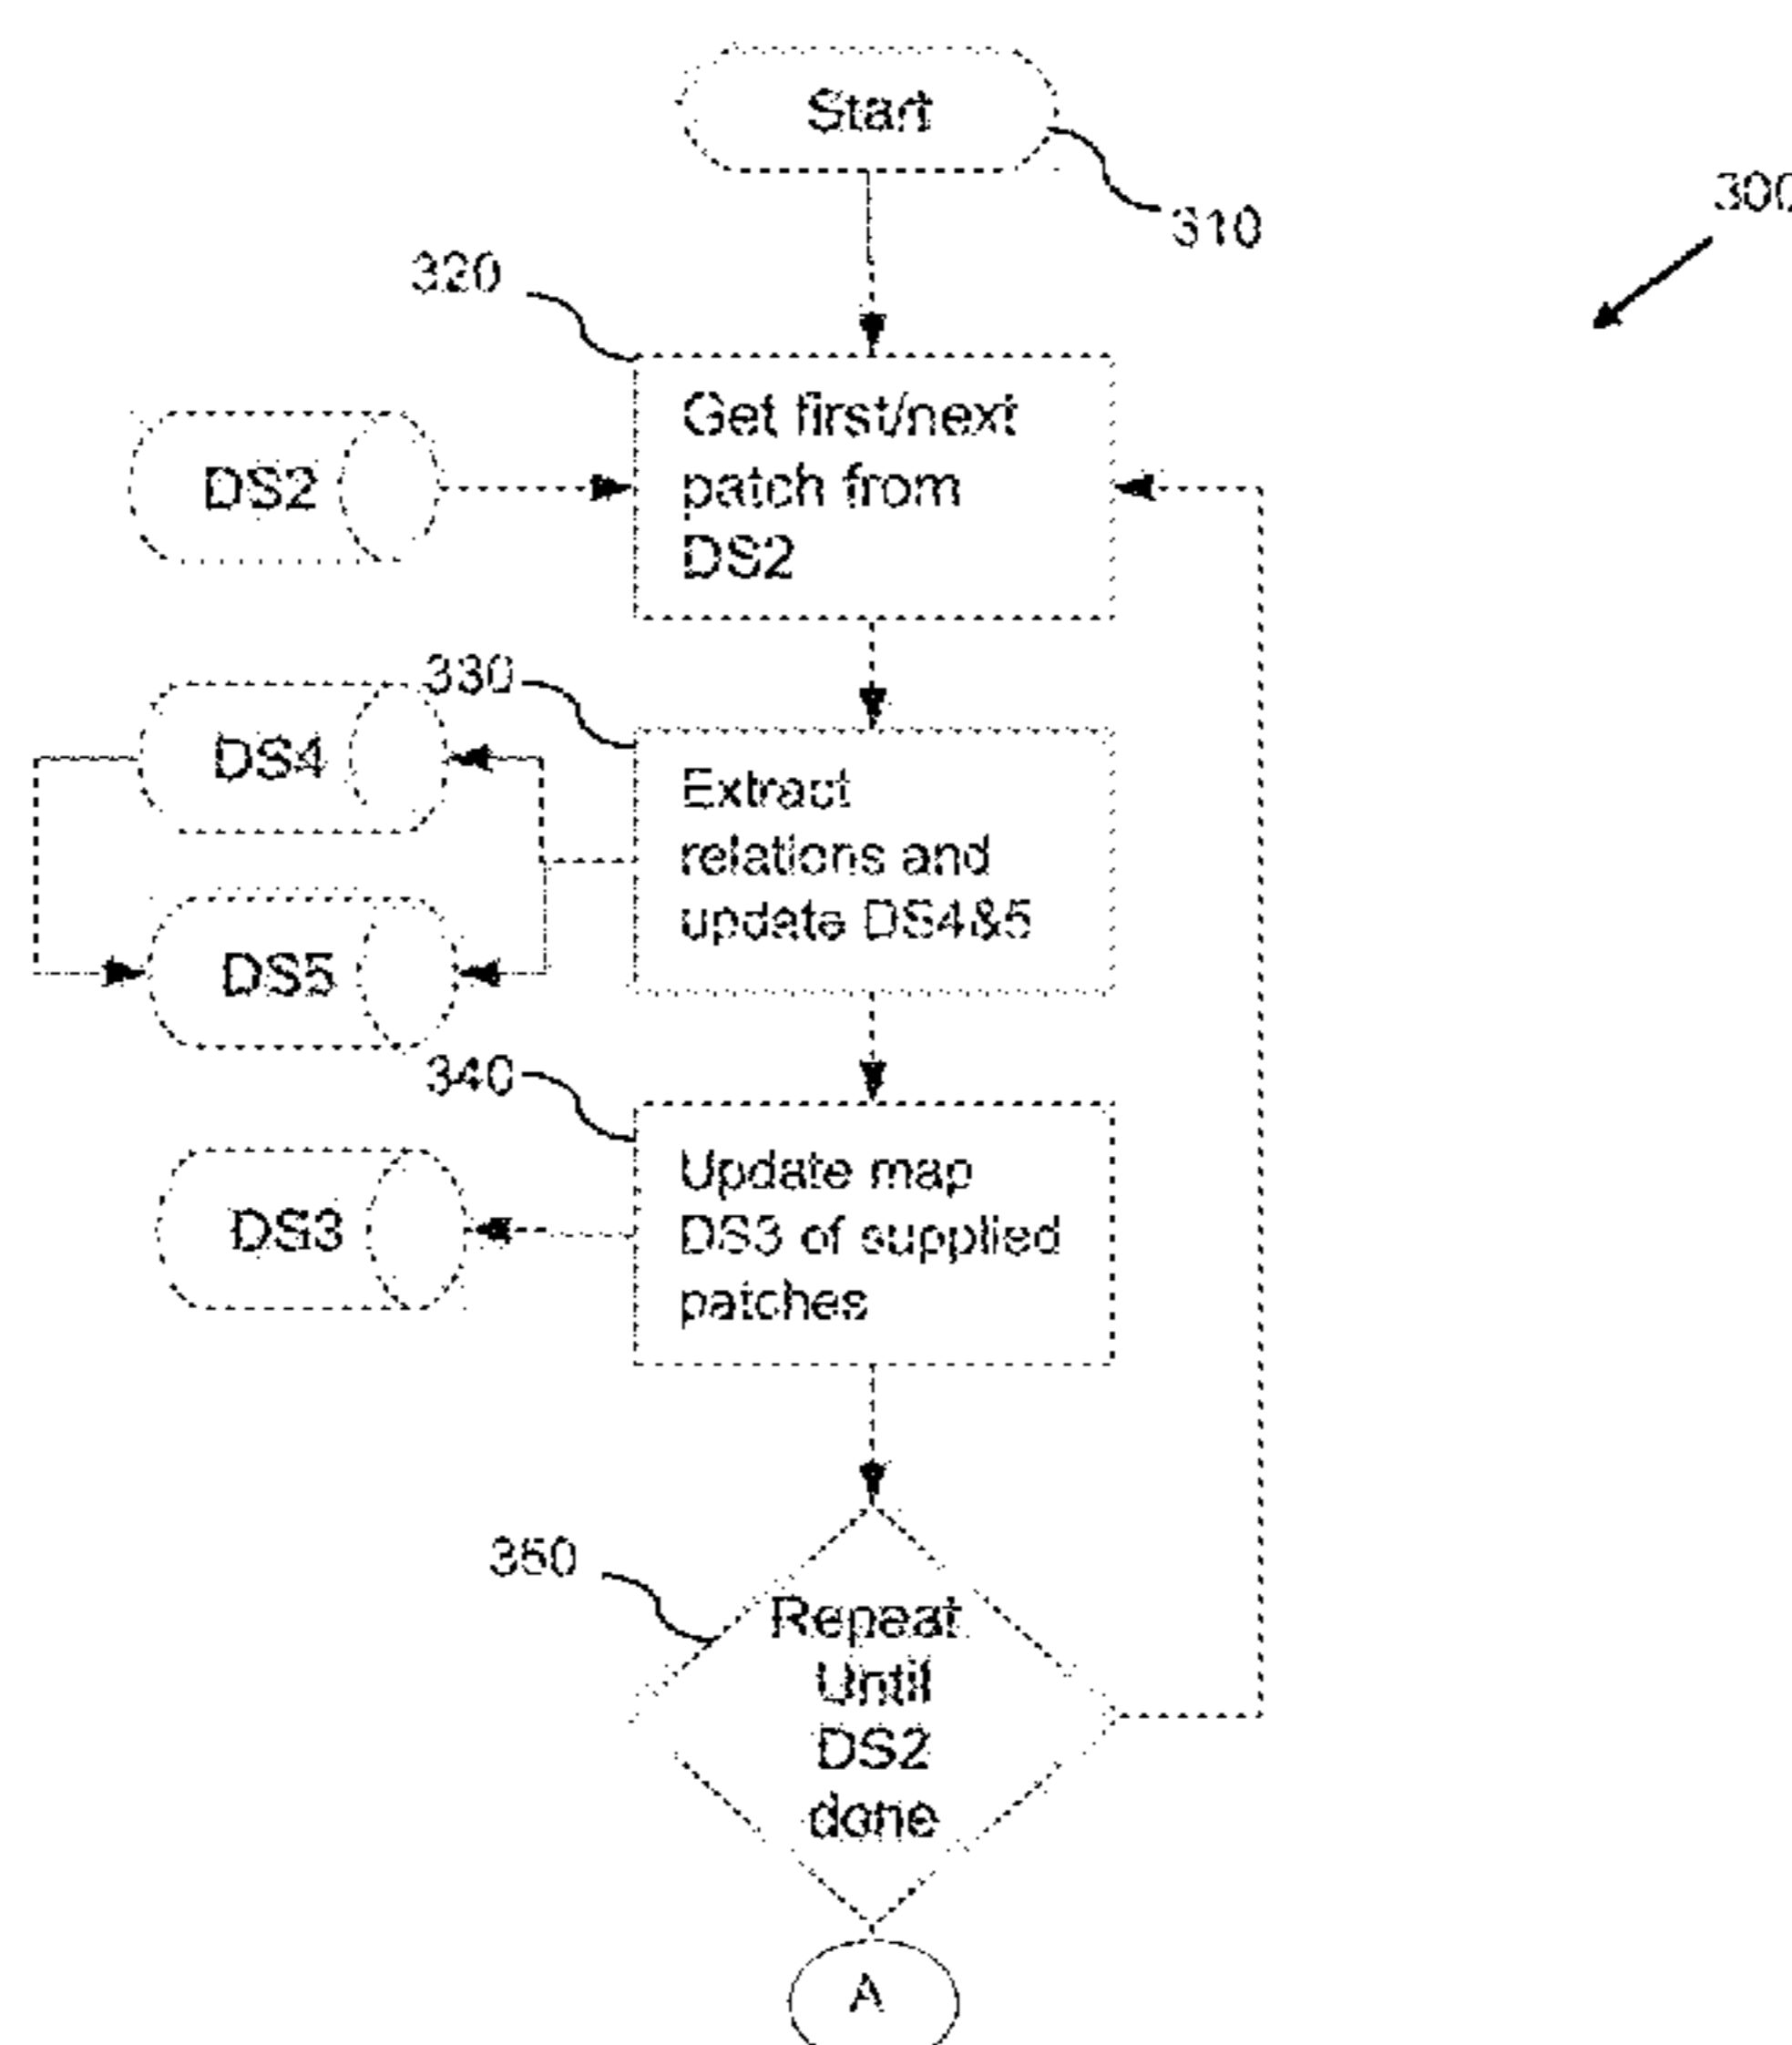 Start
310
300
320
Get first/next
patch from
DS2
DS2
330
DS4
Extract
relations and
update DS4&5
DS5
340
Update map
DS3 of supplied
patches
DS3
350
Repeat
Until
DS2
done
A